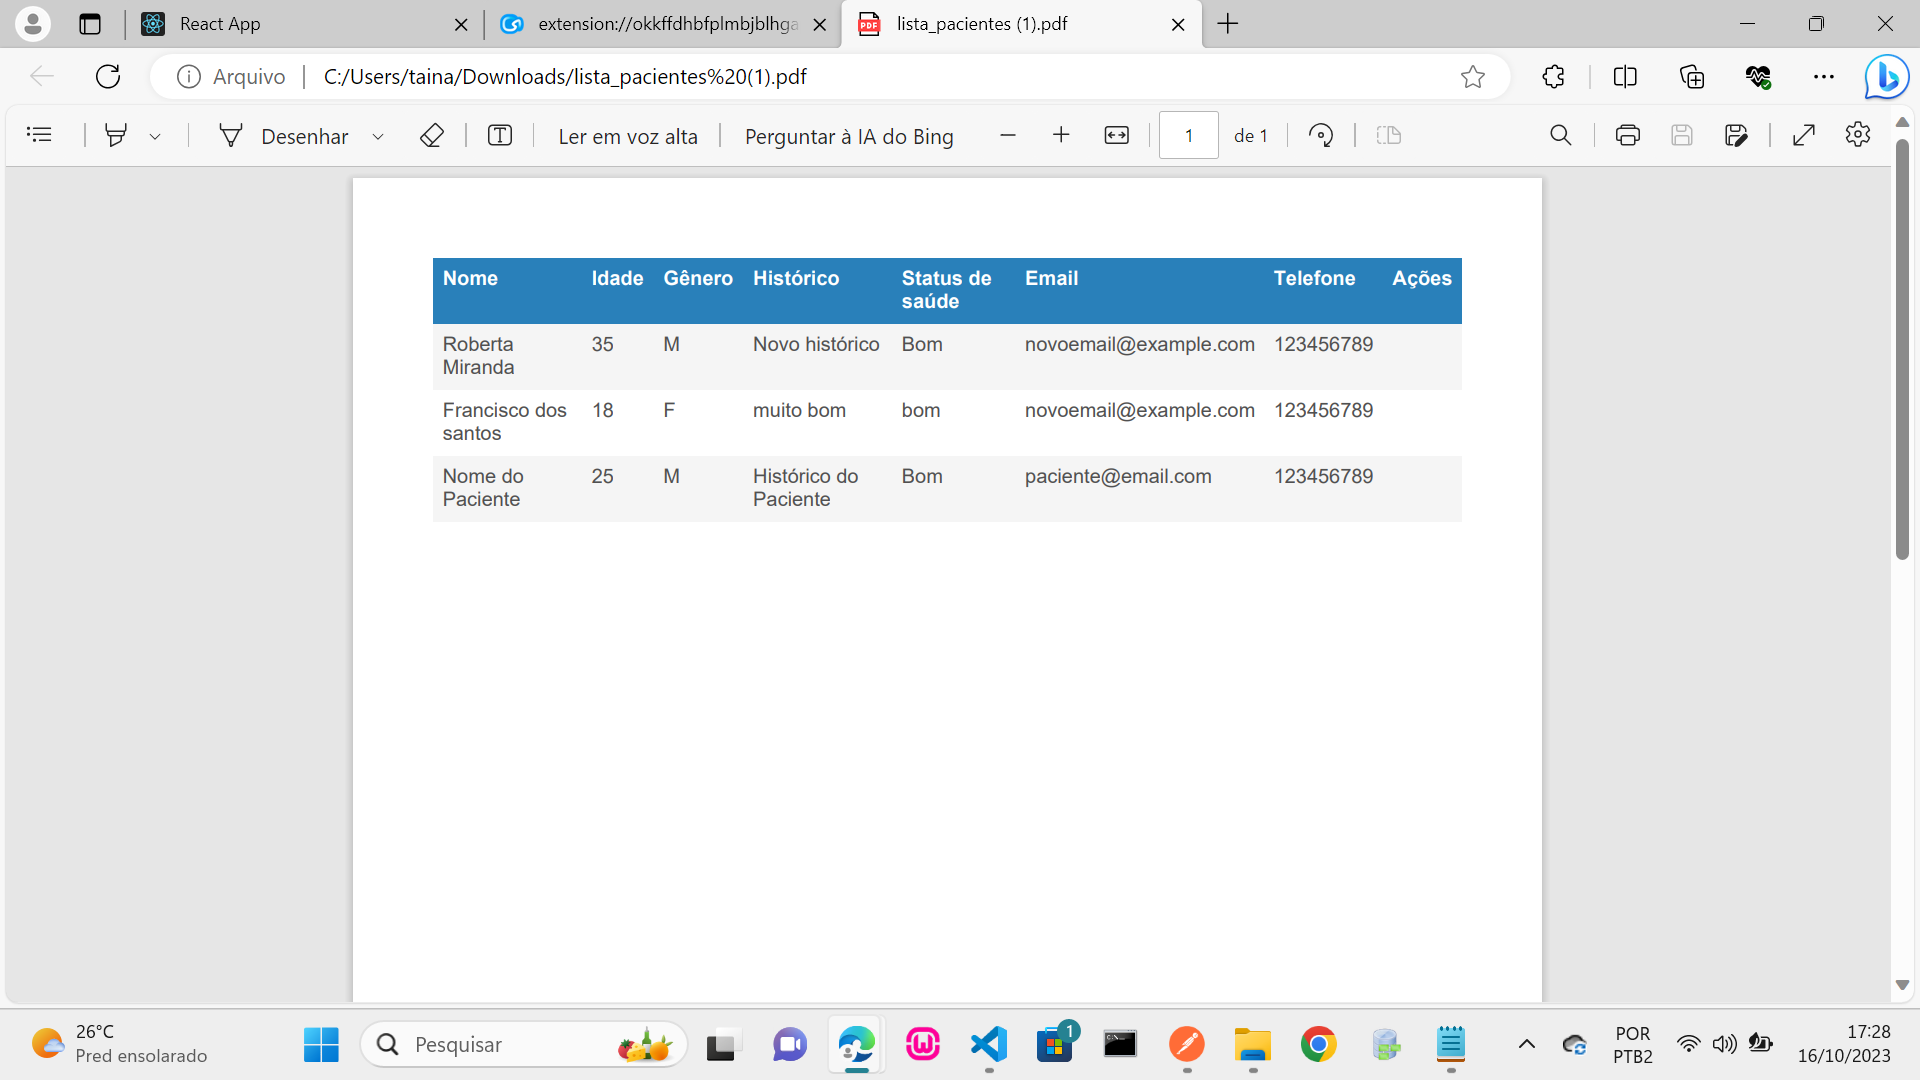 React App
extension://okkffdhbfplmbjblhga
lista_pacientes (1).pdf
Arquivo
C:/Users/taina/Downloads/lista_pacientes%20(1).pdf
Desenhar
Ler em voz alta
Perguntar à IA do Bing
1
de 1
PDF
Nome Idade Gênero Histórico Status de saúde Email Telefone Ações
Roberta Miranda 35 M Novo histórico Bom novoemail@example.com 123456789
Francisco dos santos 18 F muito bom bom novoemail@example.com 123456789
Nome do Paciente 25 M Histórico do Paciente Bom paciente@email.com 123456789
26°C
Pred ensolarado
Pesquisar
1
POR
PTB2
17:28
16/10/2023